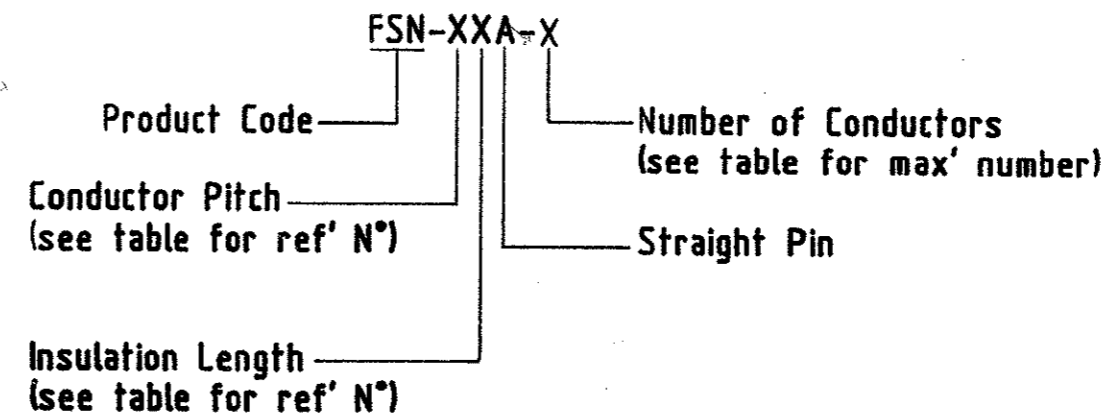 FSN-XXA-X
Product Code
Number of Conductors
(see table for max' number)
Conductor Pitch
(see table for ref' N°)
Straight Pin
Insulation Length
(see table for ref' N°)